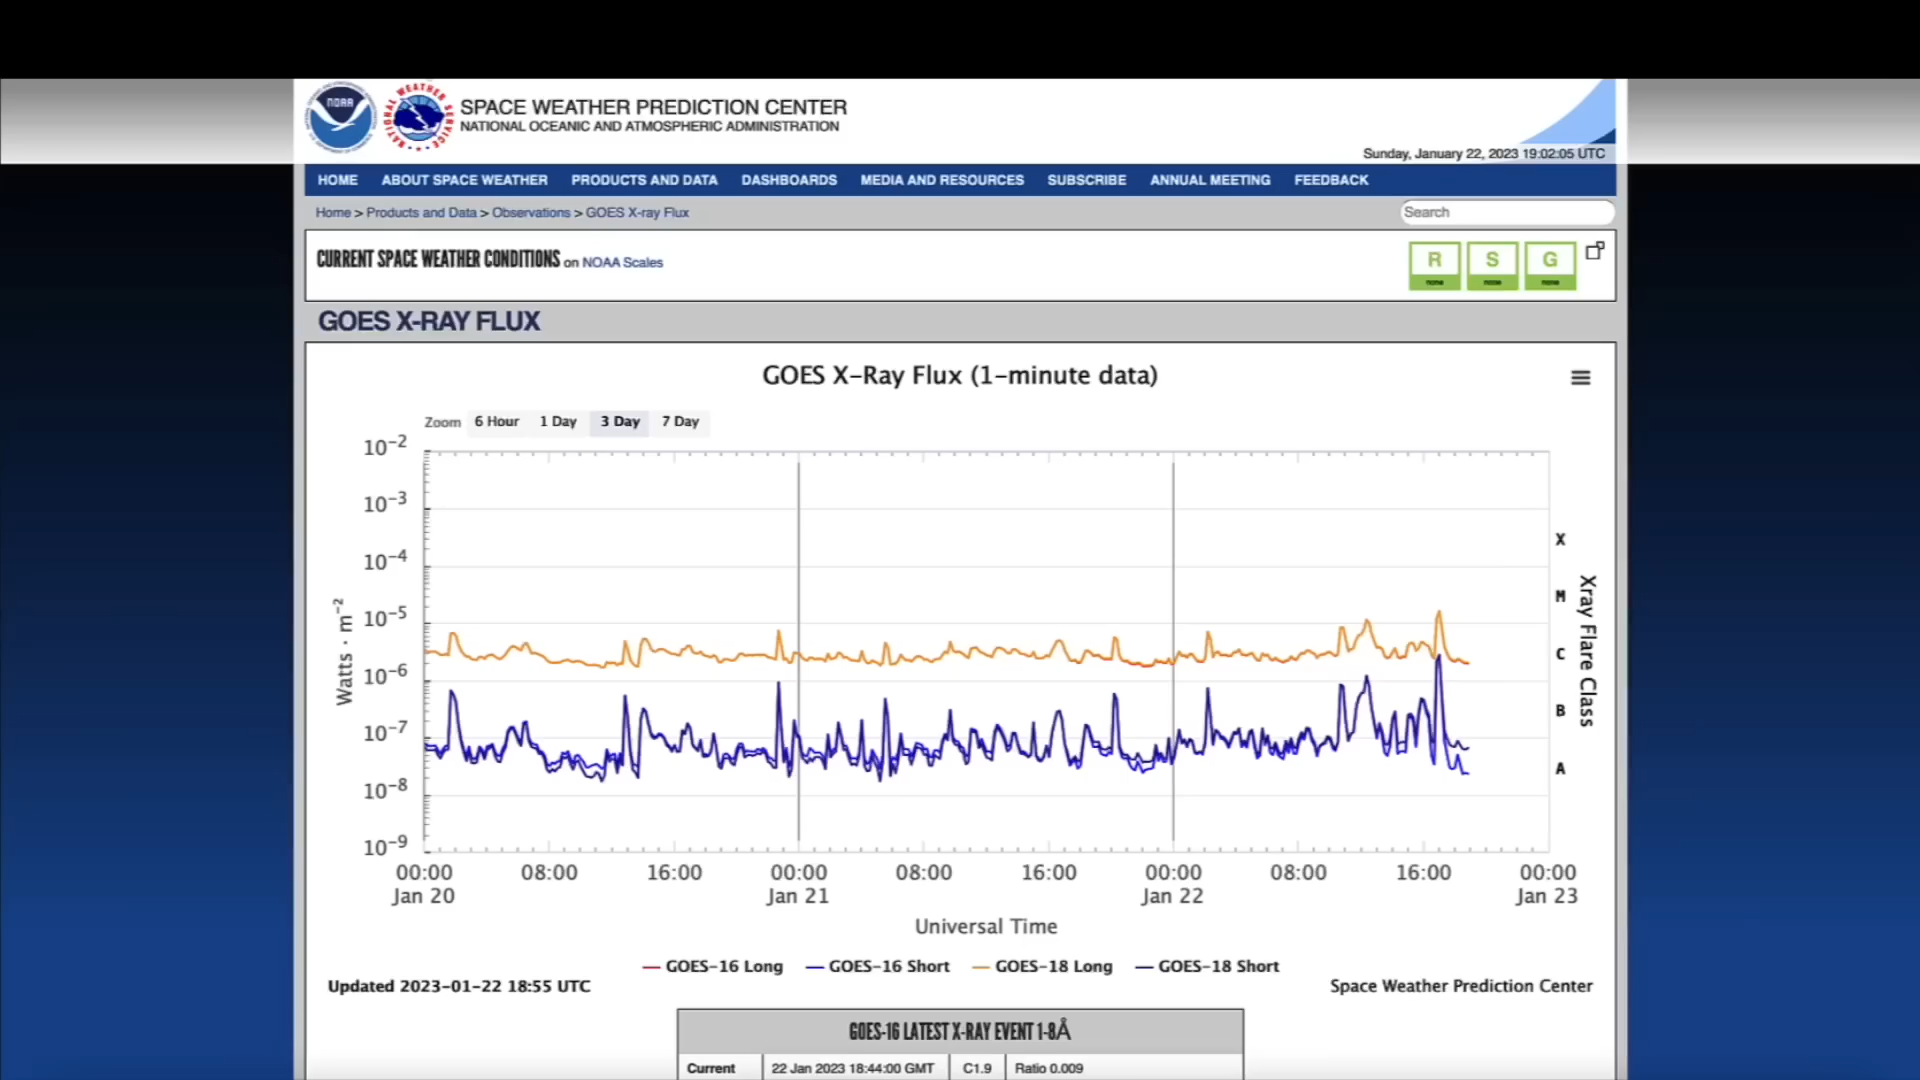 NOAA
NATIONAL WEATHER SERVICE
SPACE WEATHER PREDICTION CENTER
NATIONAL OCEANIC AND ATMOSPHERIC ADMINISTRATION
Sunday, January 22, 2023 19:02:05 UTC
HOME ABOUT SPACE WEATHER PRODUCTS AND DATA DASHBOARDS MEDIA AND RESOURCES SUBSCRIBE ANNUAL MEETING FEEDBACK
Home > Products and Data > Observations > GOES X-ray Flux
Search
CURRENT SPACE WEATHER CONDITIONS on NOAA Scales
R S G
none none none
GOES X-RAY FLUX
GOES X-Ray Flux (1-minute data)
Zoom 6 Hour 1 Day 3 Day 7 Day
10⁻²
10⁻³
10⁻⁴
10⁻⁵
10⁻⁶
10⁻⁷
10⁻⁸
10⁻⁹
Watts · m⁻²
X
M
C
B
A
Xray Flare Class
00:00 08:00 16:00 00:00 08:00 16:00 00:00 08:00 16:00 00:00
Jan 20 Jan 21 Jan 22 Jan 23
Universal Time
GOES-16 Long GOES-16 Short GOES-18 Long GOES-18 Short
Updated 2023-01-22 18:55 UTC
Space Weather Prediction Center
GOES-16 LATEST X-RAY EVENT 1-8Å
Current 22 Jan 2023 18:44:00 GMT C1.9 Ratio 0.009